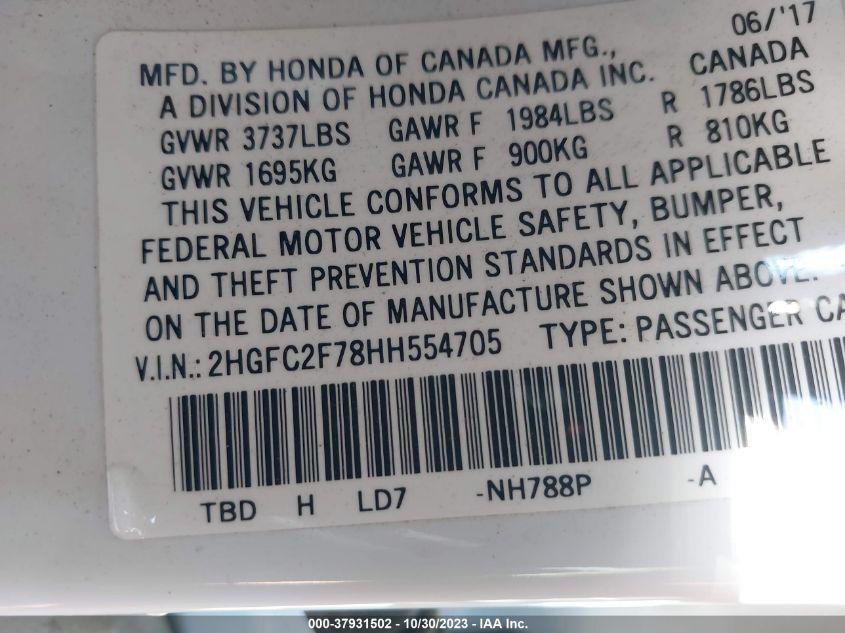 06/'17
MFD. BY HONDA OF CANADA MFG.,
A DIVISION OF HONDA CANADA INC. CANADA
GVWR 3737LBS GAWR F 1984LBS R 1786LBS
GVWR 1695KG GAWR F 900KG R 810KG
THIS VEHICLE CONFORMS TO ALL APPLICABLE
FEDERAL MOTOR VEHICLE SAFETY, BUMPER,
AND THEFT PREVENTION STANDARDS IN EFFECT
ON THE DATE OF MANUFACTURE SHOWN ABOVE.
V.I.N.: 2HGFC2F78HH554705 TYPE: PASSENGER CA
TBD H LD7 -NH788P -A
000-37931502 - 10/30/2023 - IAA Inc.